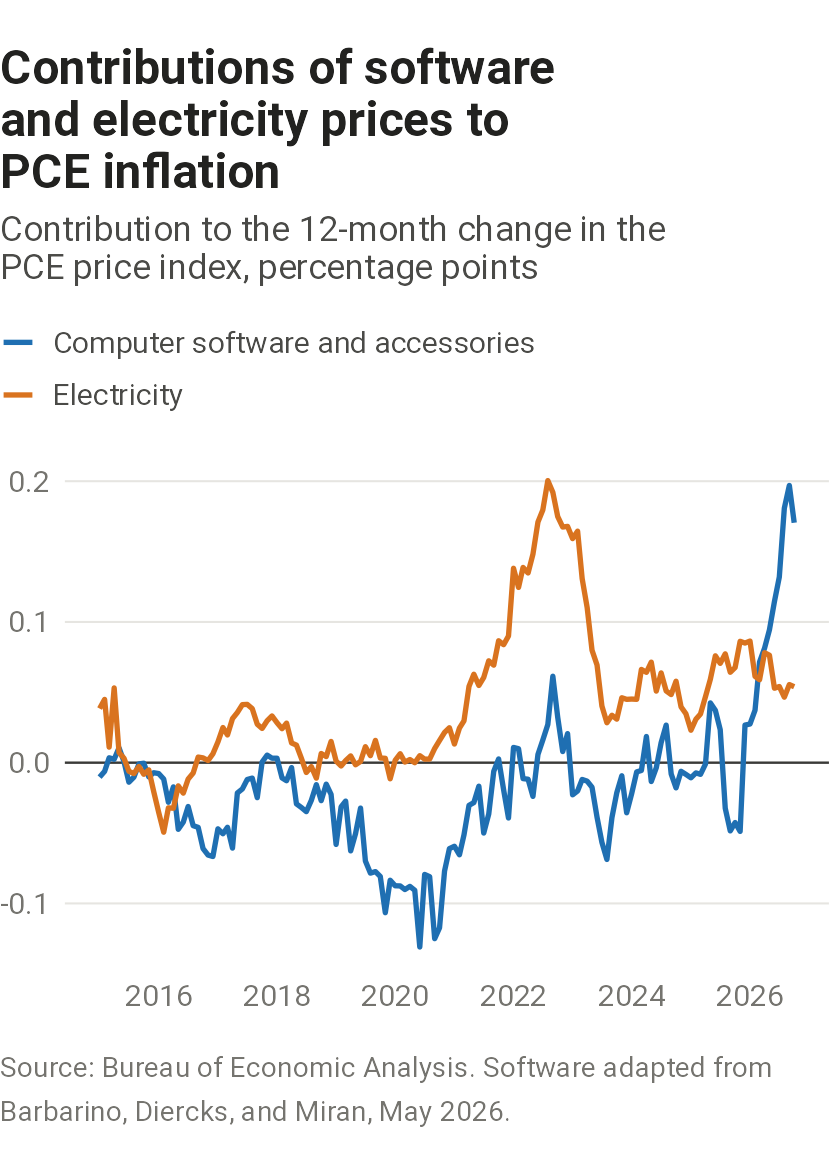 Contributions of software
and electricity prices to
PCE inflation
Contribution to the 12-month change in the
PCE price index, percentage points
Computer software and accessories
Electricity
0.2
0.1
0.0
-0.1
2016 2018 2020 2022 2024 2026
Source: Bureau of Economic Analysis. Software adapted from
Barbarino, Diercks, and Miran, May 2026.